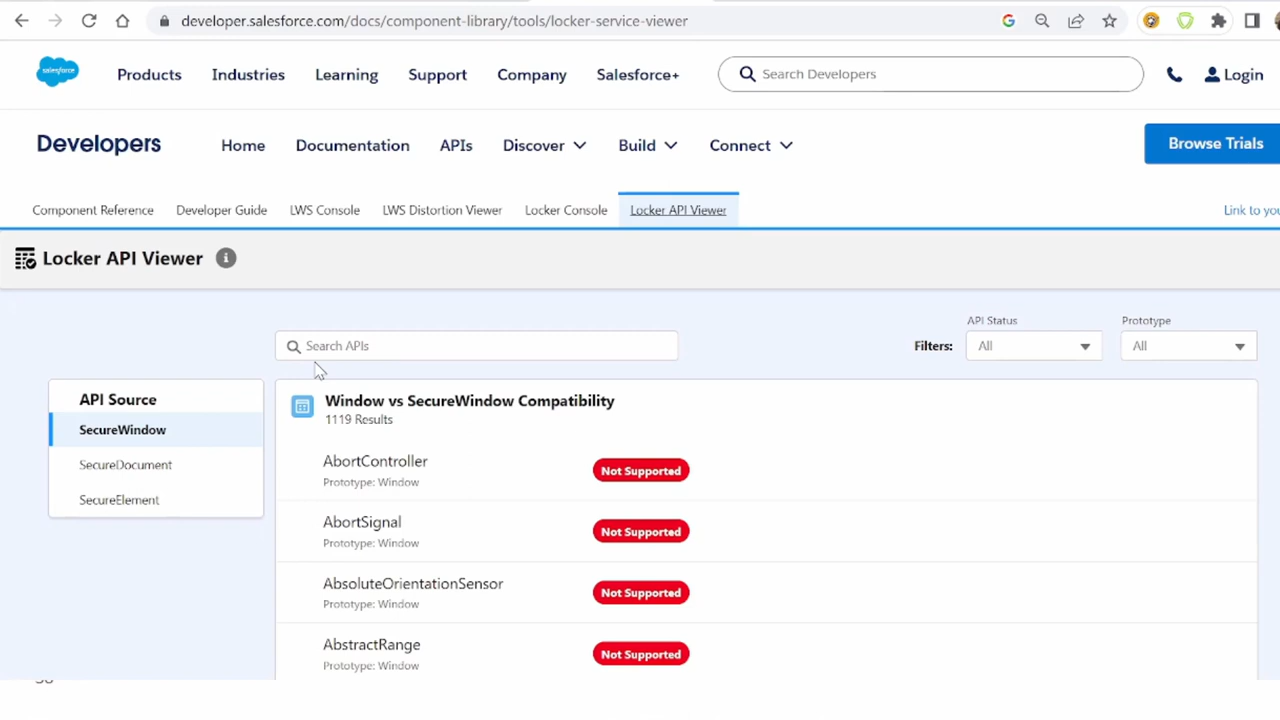 developer.salesforce.com/docs/component-library/tools/locker-service-viewer
salesforce Products Industries Learning Support Company Salesforce+ Search Developers Login
Developers Home Documentation APIs Discover Build Connect Browse Trials
Component Reference Developer Guide LWS Console LWS Distortion Viewer Locker Console Locker API Viewer Link to
Locker API Viewer
API Status Prototype
Search APIs Filters: All All
API Source
SecureWindow
SecureDocument
SecureElement
Window vs SecureWindow Compatibility
1119 Results
AbortController Not Supported
Prototype: Window
AbortSignal Not Supported
Prototype: Window
AbsoluteOrientationSensor Not Supported
Prototype: Window
AbstractRange Not Supported
Prototype: Window